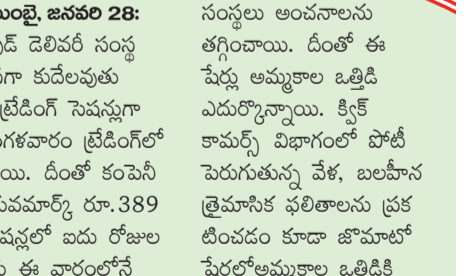 ముంబై, జనవరి 28:
ఫుడ్ డెలివరీ సంస్థ
గా కుదేలవుతు
ట్రేడింగ్ సెషన్లుగా
గళవారం ట్రేడింగ్‌లో
యి. దీంతో కంపెనీ
రూ.389
షన్లలో ఐదు రోజుల
ఈ వారంలోనే
సంస్థలు అంచనాలను
తగ్గించాయి. దీంతో ఈ
షేర్లు అమ్మకాల ఒత్తిడి
ఎదుర్కొన్నాయి. క్విక్
కామర్స్ విభాగంలో పోటీ
పెరుగుతున్న వేళ, బలహీన
త్రైమాసిక ఫలితాలను ప్రక
టించడం కూడా జొమాటో
షేర్లలోఅమ్మకాల ఒత్తిడికి